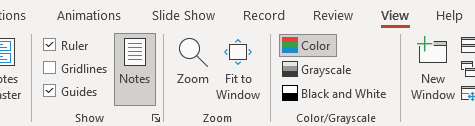 tions Animations Slide Show Record Review View Help
Ruler
Gridlines
Guides
Notes
Show
Zoom
Fit to
Window
Zoom
Color
Grayscale
Black and White
Color/Grayscale
New
Window
otes
aster